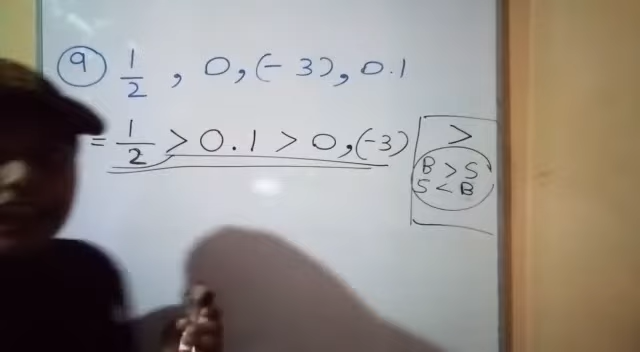 9 1/2 , 0, (-3), 0.1
= 1/2 > 0.1 > 0, (-3)
>
B > S
S < B